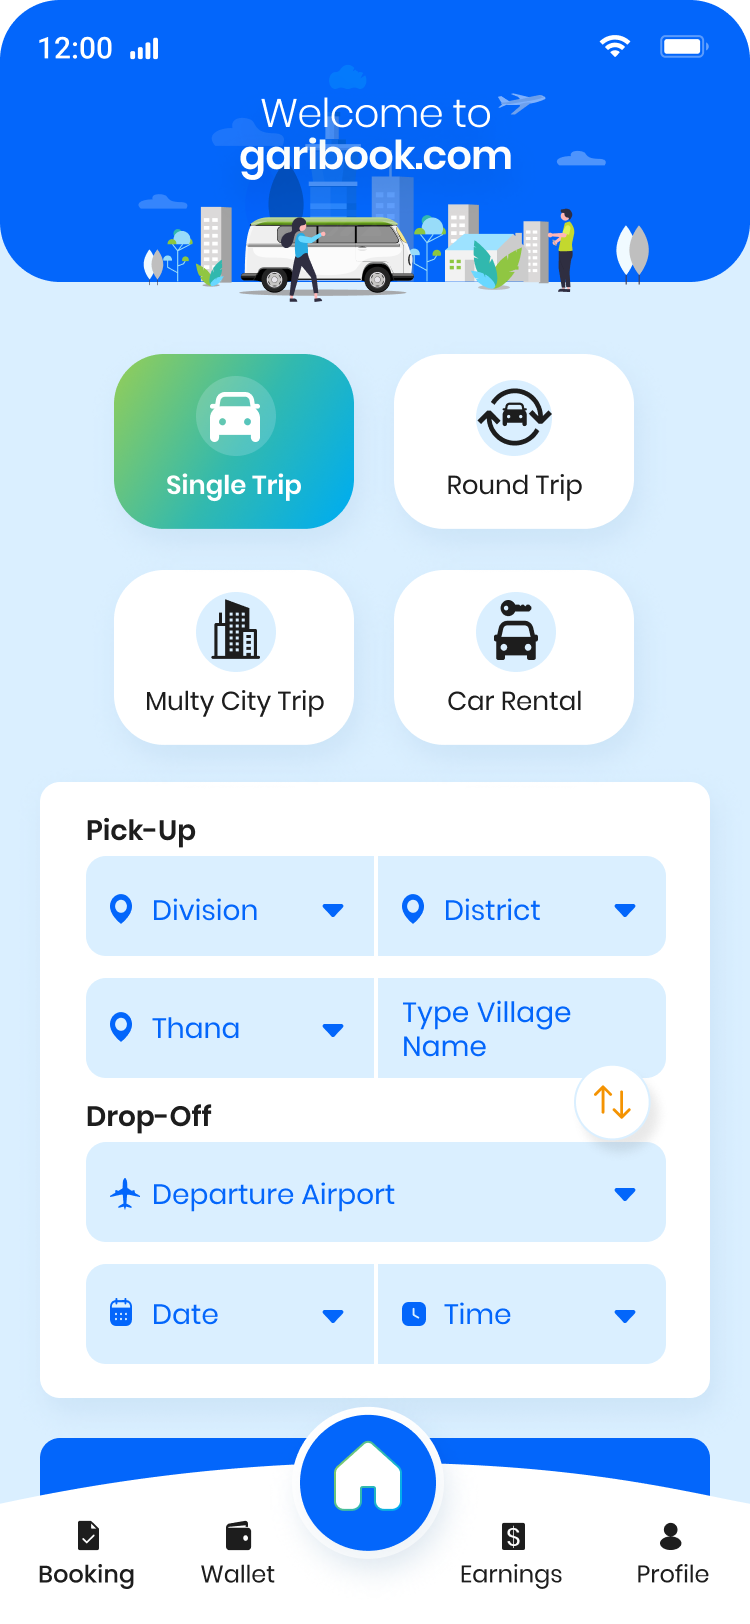 12:00
Welcome to
garibook.com
Single Trip
Round Trip
Multy City Trip
Car Rental
Pick-Up
Division
District
Thana
Type Village
Name
Drop-Off
Departure Airport
Date
Time
Booking
Wallet
Earnings
Profile